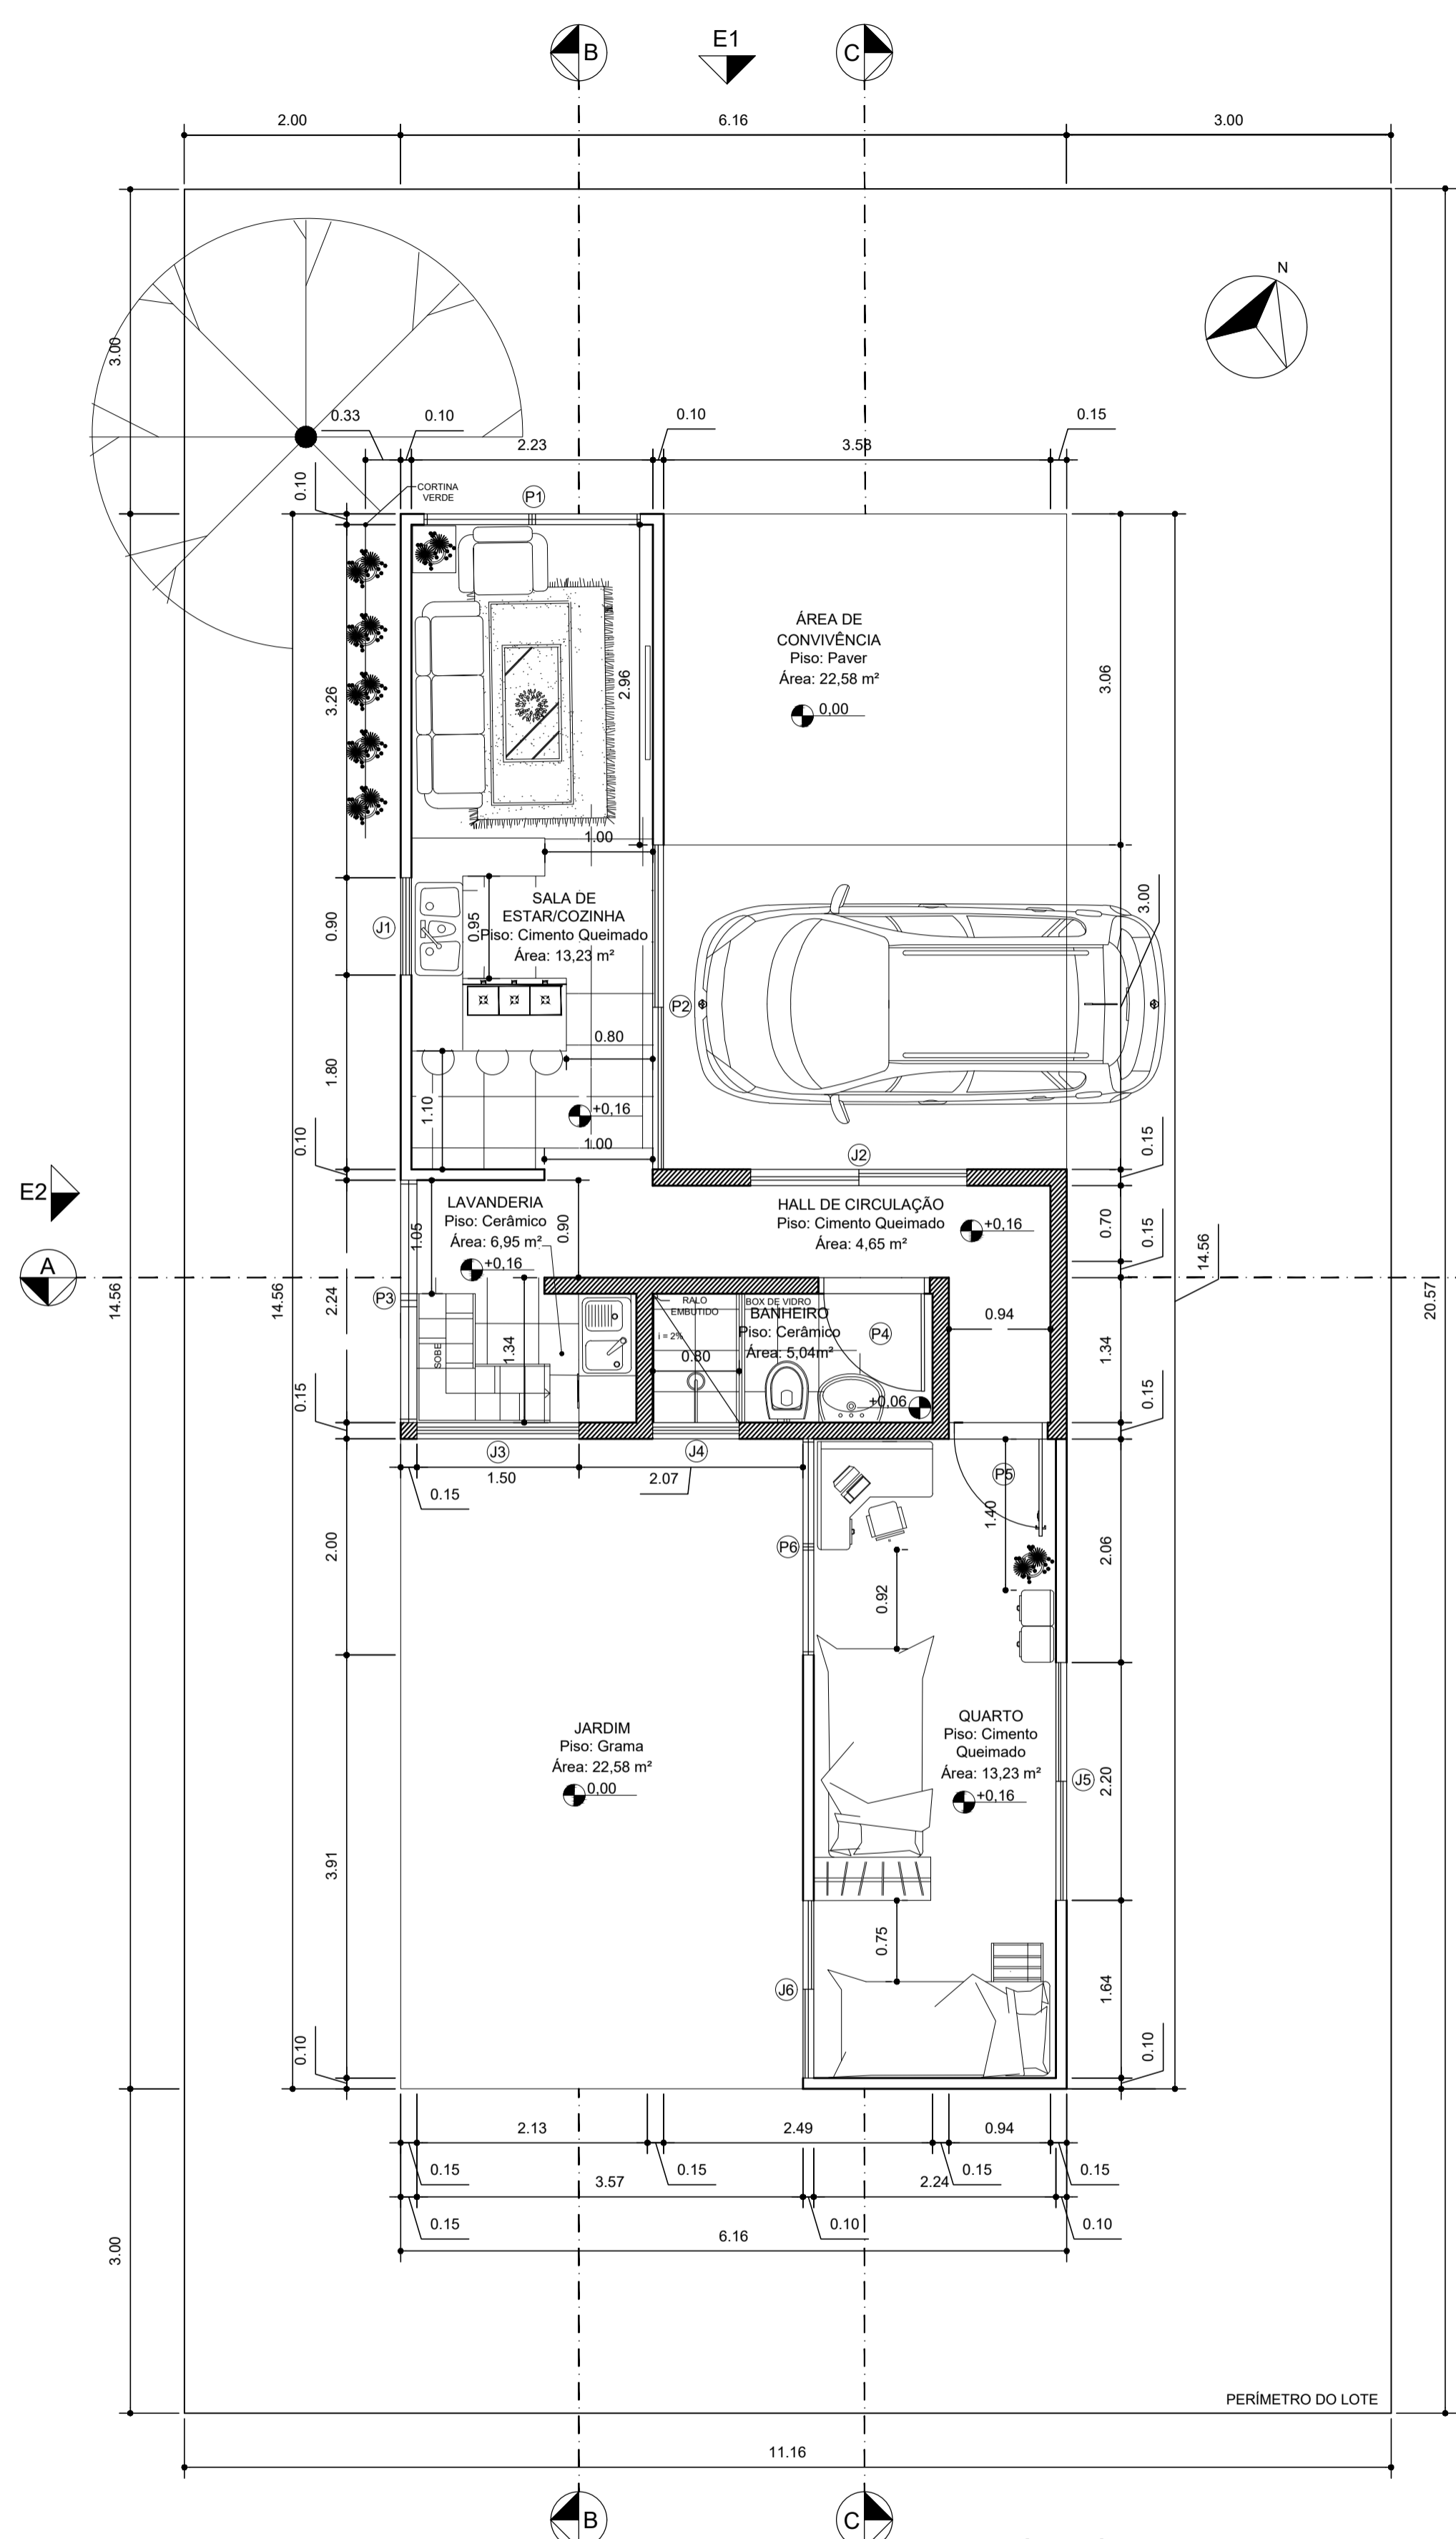 B
E1
C
2.00
6.16
3.00
N
3.00
0.33
0.10
0.10
0.15
2.23
3.58
0.10
CORTINA
VERDE
P1
ÁREA DE
CONVIVÊNCIA
Piso: Paver
Área: 22,58 m²
0,00
3.26
2.96
3.06
1.00
SALA DE
ESTAR/COZINHA
Piso: Cimento Queimado
Área: 13,23 m²
0.95
J1
0.90
3.00
P2
0.80
1.80
1.10
+0,16
1.00
0.10
0.15
J2
E2
LAVANDERIA
Piso: Cerâmico
Área: 6,95 m²
+0,16
1.05
0.90
HALL DE CIRCULAÇÃO
Piso: Cimento Queimado
Área: 4,65 m²
+0,16
0.70
0.15
14.56
A
14.56
14.56
2.24
20.57
P3
RALO
EMBUTIDO
BOX DE VIDRO
BANHEIRO
Piso: Cerâmico
Área: 5,04m²
i = 2%
P4
0.94
SOBE
1.34
0.80
1.34
+0,06
0.15
0.15
J3
J4
1.50
2.07
0.15
P5
1.40
2.00
P6
2.06
0.92
JARDIM
Piso: Grama
Área: 22,58 m²
0,00
QUARTO
Piso: Cimento
Queimado
Área: 13,23 m²
+0,16
J5
2.20
3.91
0.75
J6
1.64
0.10
0.10
2.13
2.49
0.94
0.15
0.15
0.15
0.15
3.57
2.24
0.15
0.10
0.10
6.16
3.00
PERÍMETRO DO LOTE
11.16
B
C